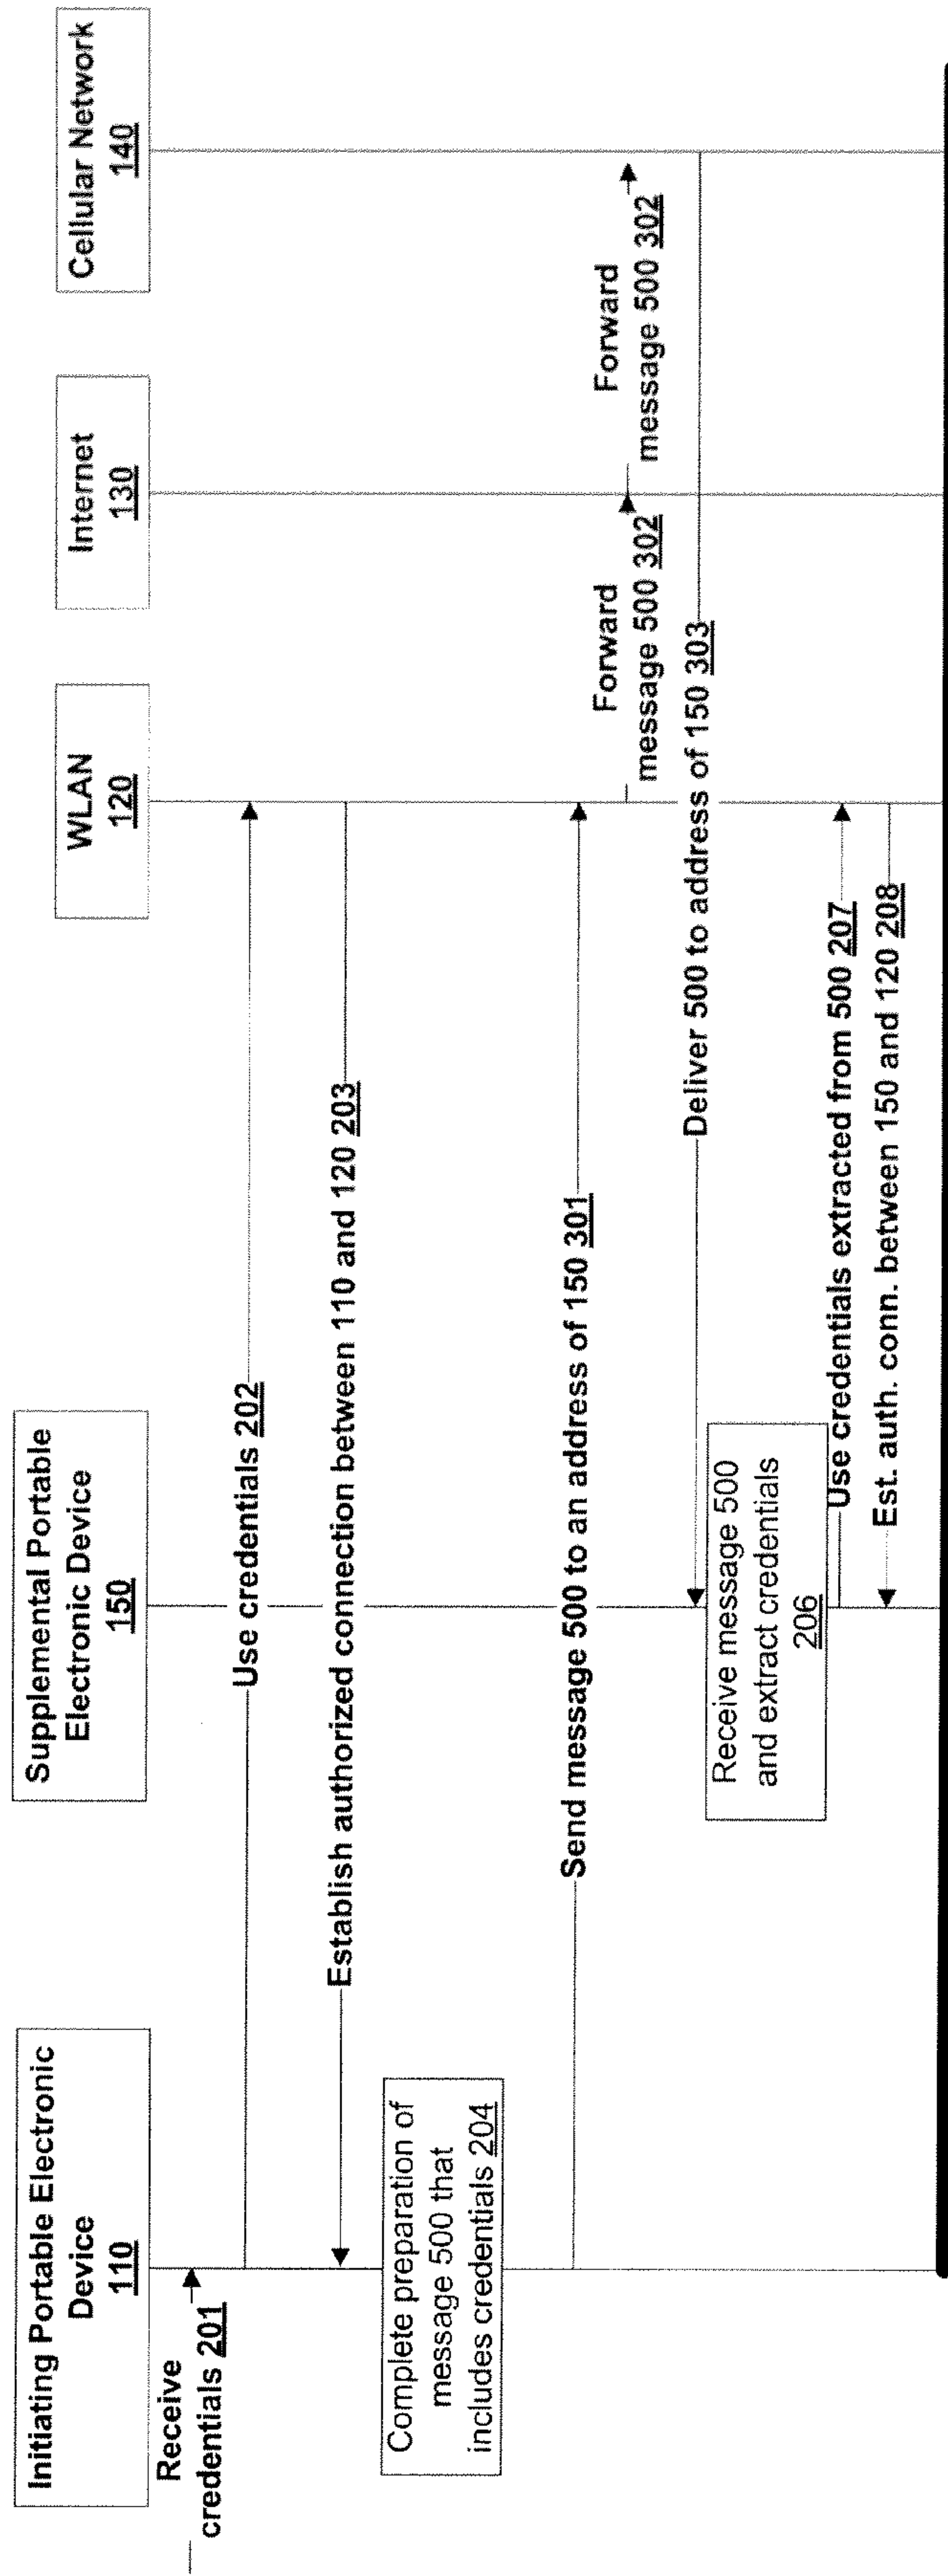 Initiating Portable Electronic
Device
110
Supplemental Portable
Electronic Device
150
WLAN
120
Internet
130
Cellular Network
140
Receive
credentials 201
Use credentials 202
Establish authorized connection between 110 and 120 203
Complete preparation of
message 500 that
includes credentials 204
Send message 500 to an address of 150 301
Forward
message 500 302
Forward
message 500 302
Deliver 500 to address of 150 303
Receive message 500
and extract credentials
206
Use credentials extracted from 500 207
Est. auth. conn. between 150 and 120 208